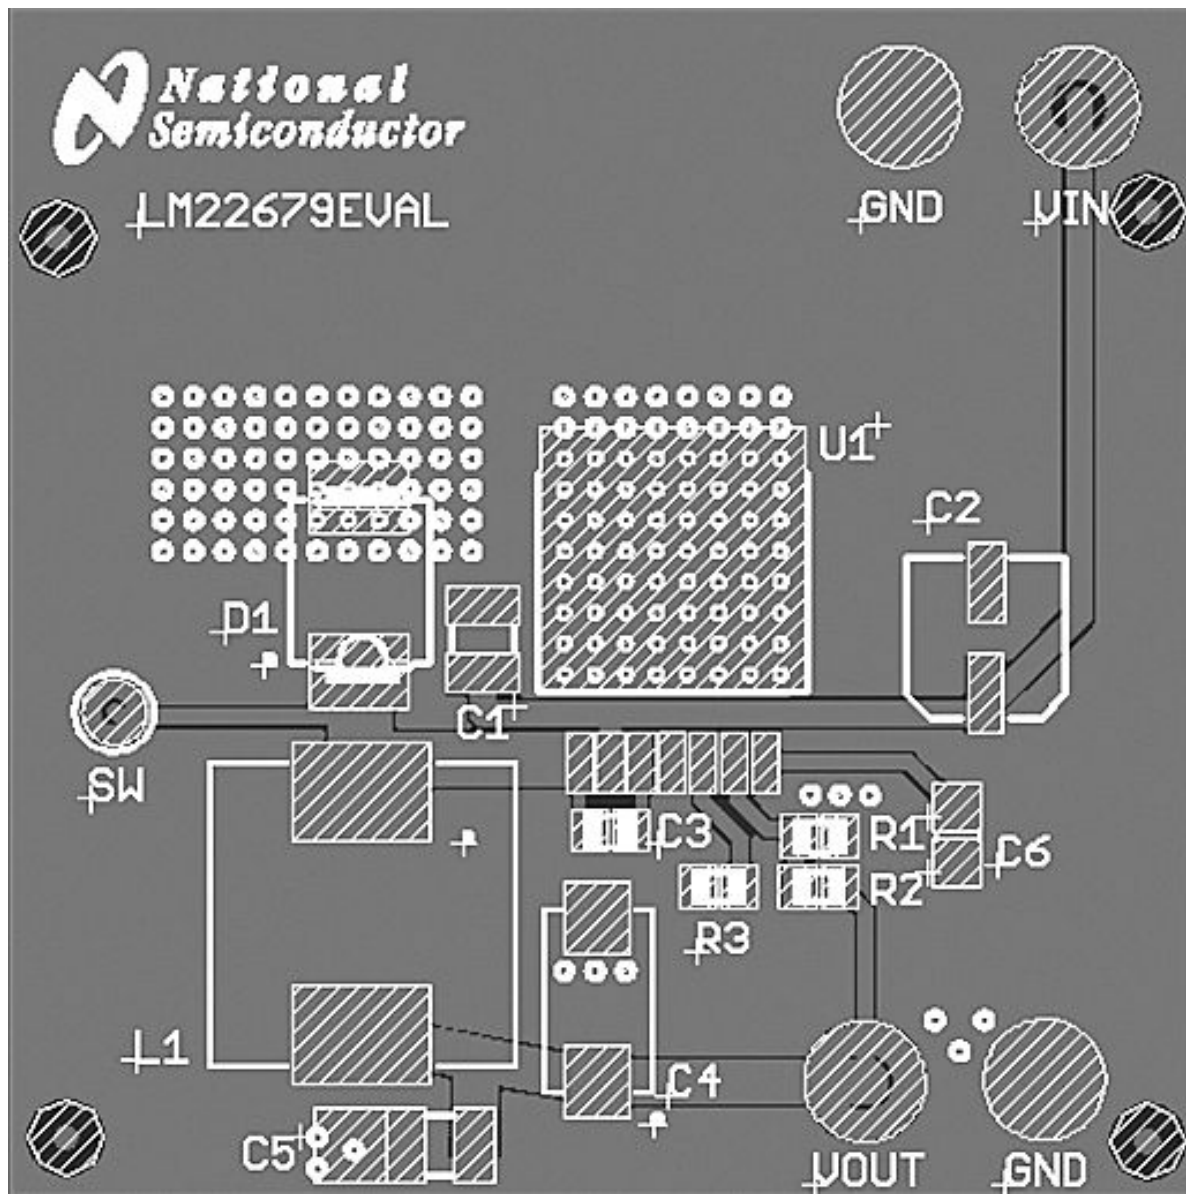 National
Semiconductor
LM22679EVAL
GND
VIN
U1
C2
D1
C1
SW
C3
R1
C6
R2
R3
L1
C4
C5
VOUT
GND